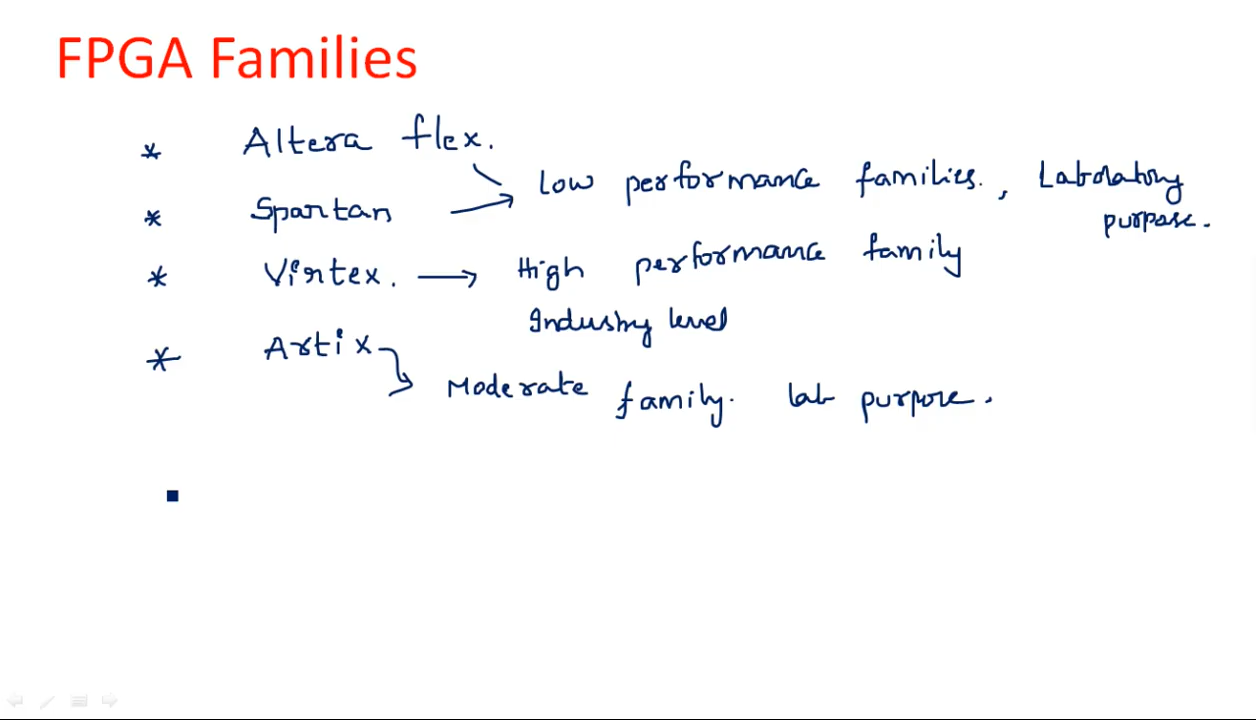 FPGA Families
* Altera flex.
Low performance families. , Laboratory
purpose.
* Spartan
* Virtex. → High performance family
Industry level
* Artix
Moderate family. lab purpose.